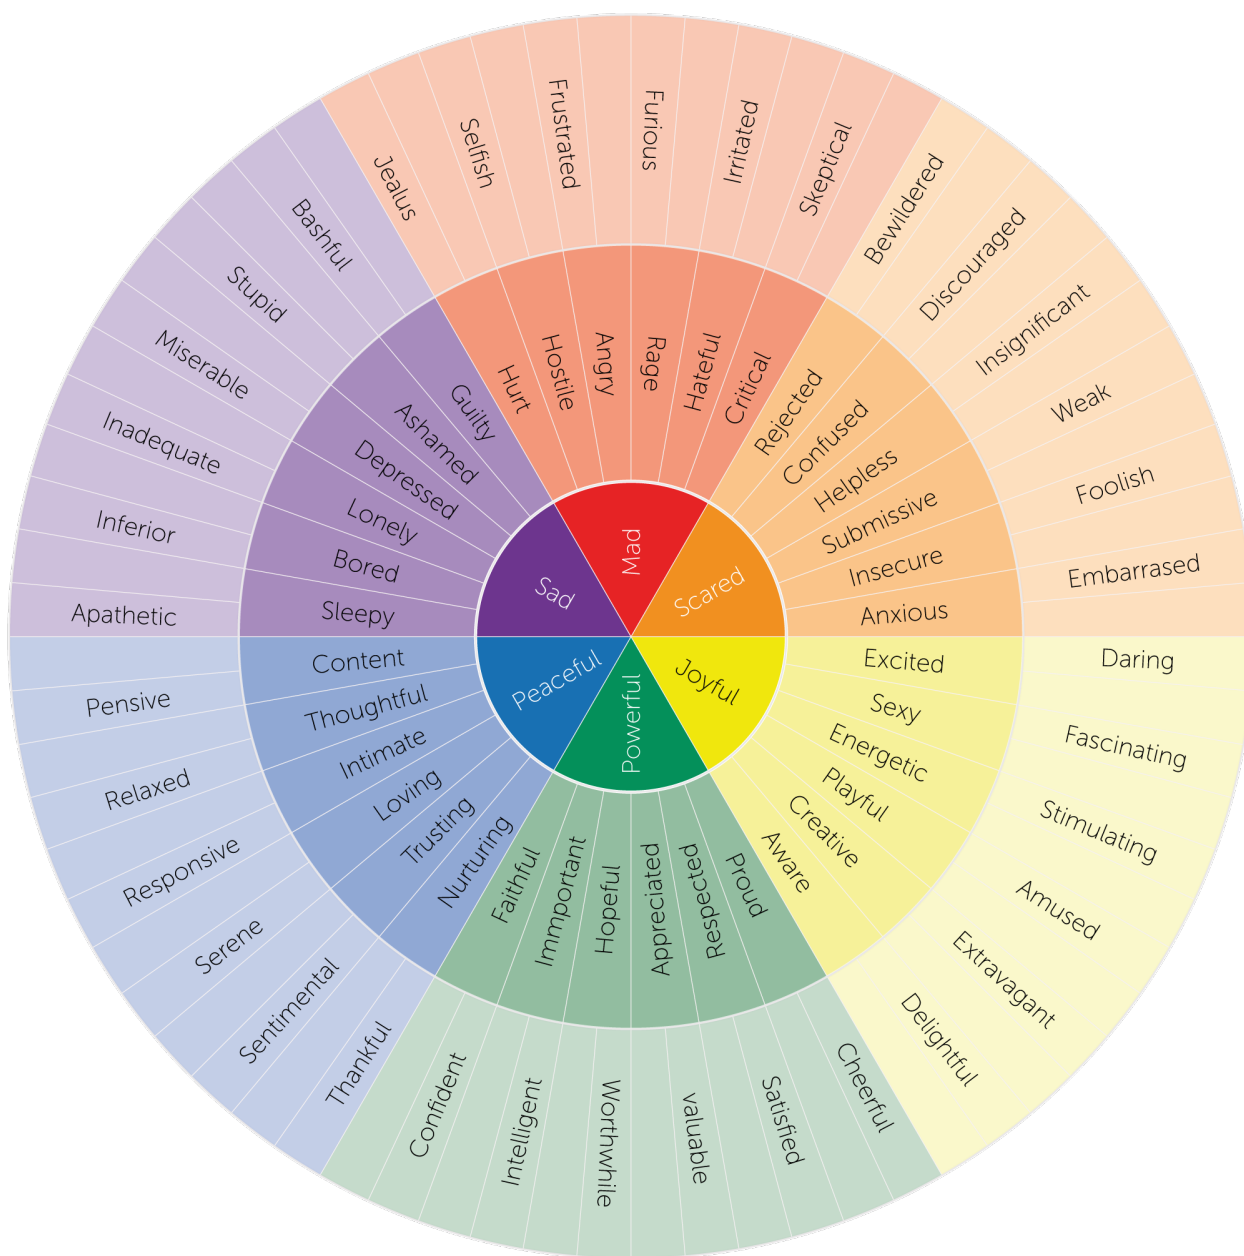 Mad
Scared
Joyful
Powerful
Peaceful
Sad
Hurt
Hostile
Angry
Rage
Hateful
Critical
Rejected
Confused
Helpless
Submissive
Insecure
Anxious
Excited
Sexy
Energetic
Playful
Creative
Aware
Proud
Respected
Appreciated
Hopeful
Immportant
Faithful
Nurturing
Trusting
Loving
Intimate
Thoughtful
Content
Sleepy
Bored
Lonely
Depressed
Ashamed
Guilty
Jealus
Selfish
Frustrated
Furious
Irritated
Skeptical
Bewildered
Discouraged
Insignificant
Weak
Foolish
Embarrased
Daring
Fascinating
Stimulating
Amused
Extravagant
Delightful
Cheerful
Satisfied
valuable
Worthwhile
Intelligent
Confident
Thankful
Sentimental
Serene
Responsive
Relaxed
Pensive
Apathetic
Inferior
Inadequate
Miserable
Stupid
Bashful